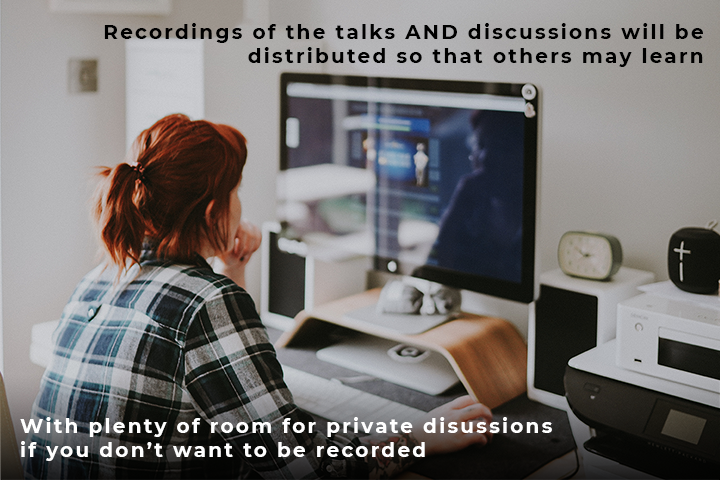 Recordings of the talks AND discussions will be
distributed so that others may learn
With plenty of room for private disussions
if you don’t want to be recorded